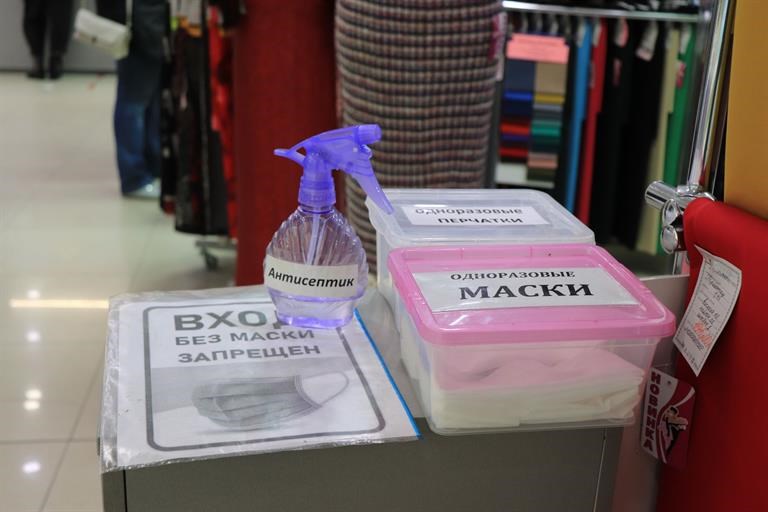 ВХОД
БЕЗ МАСКИ
ЗАПРЕЩЕН
Антисептик
одноразовые
ПЕРЧАТКИ
ОДНОРАЗОВЫЕ
МАСКИ
НОВИНКА